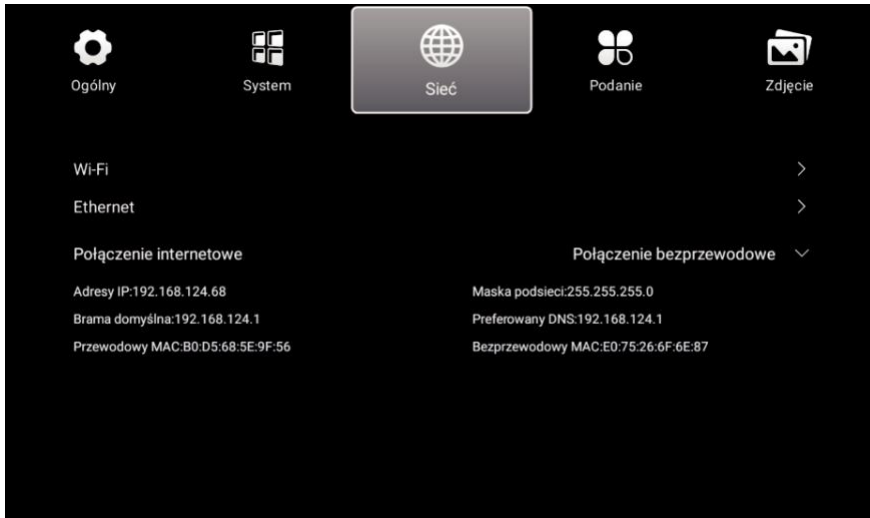 Ogólny System Sieć Podanie Zdjęcie
Wi-Fi
Ethernet
Połączenie internetowe Połączenie bezprzewodowe
Adresy IP:192.168.124.68 Maska podsieci:255.255.255.0
Brama domyślna:192.168.124.1 Preferowany DNS:192.168.124.1
Przewodowy MAC:B0:D5:68:5E:9F:56 Bezprzewodowy MAC:E0:75:26:6F:6E:87